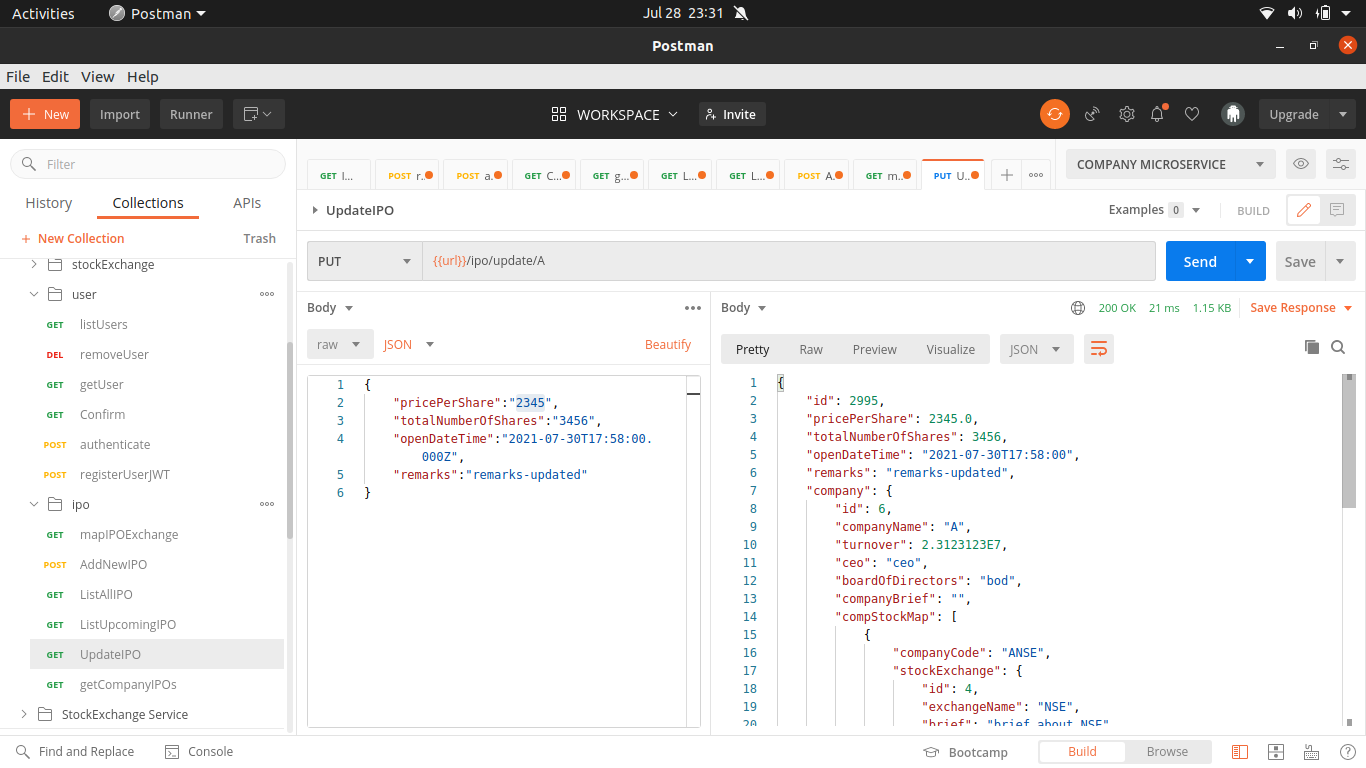 Activities Postman Jul 28 23:31
Postman
File Edit View Help
+ New Import Runner WORKSPACE Invite Upgrade
Filter
GET l... POST r.. POST a. GET C... GET g... GET L... GET L... POST A. GET m.. PUT U..
COMPANY MICROSERVICE
History Collections APIs
UpdateIPO Examples 0 BUILD
+ New Collection Trash
PUT {{url}}/ipo/update/A Send Save
stockExchange
user
GET listUsers
DEL removeUser
GET getUser
GET Confirm
POST authenticate
POST registerUserJWT
ipo
GET mapIPOExchange
POST AddNewIPO
GET ListAllIPO
GET ListUpcomingIPO
GET UpdateIPO
GET getCompanyIPOs
StockExchange Service
Body
raw JSON Beautify
1 {
2 "pricePerShare":"2345",
3 "totalNumberOfShares":"3456",
4 "openDateTime":"2021-07-30T17:58:00.
000Z",
5 "remarks":"remarks-updated"
6 }
Body 200 OK 21 ms 1.15 KB Save Response
Pretty Raw Preview Visualize JSON
1 {
2 "id": 2995,
3 "pricePerShare": 2345.0,
4 "totalNumberOfShares": 3456,
5 "openDateTime": "2021-07-30T17:58:00",
6 "remarks": "remarks-updated",
7 "company": {
8 "id": 6,
9 "companyName": "A",
10 "turnover": 2.3123123E7,
11 "ceo": "ceo",
12 "boardOfDirectors": "bod",
13 "companyBrief": "",
14 "compStockMap": [
15 {
16 "companyCode": "ANSE",
17 "stockExchange": {
18 "id": 4,
19 "exchangeName": "NSE",
20 "brief": "brief about NSE"
Find and Replace Console Bootcamp Build Browse